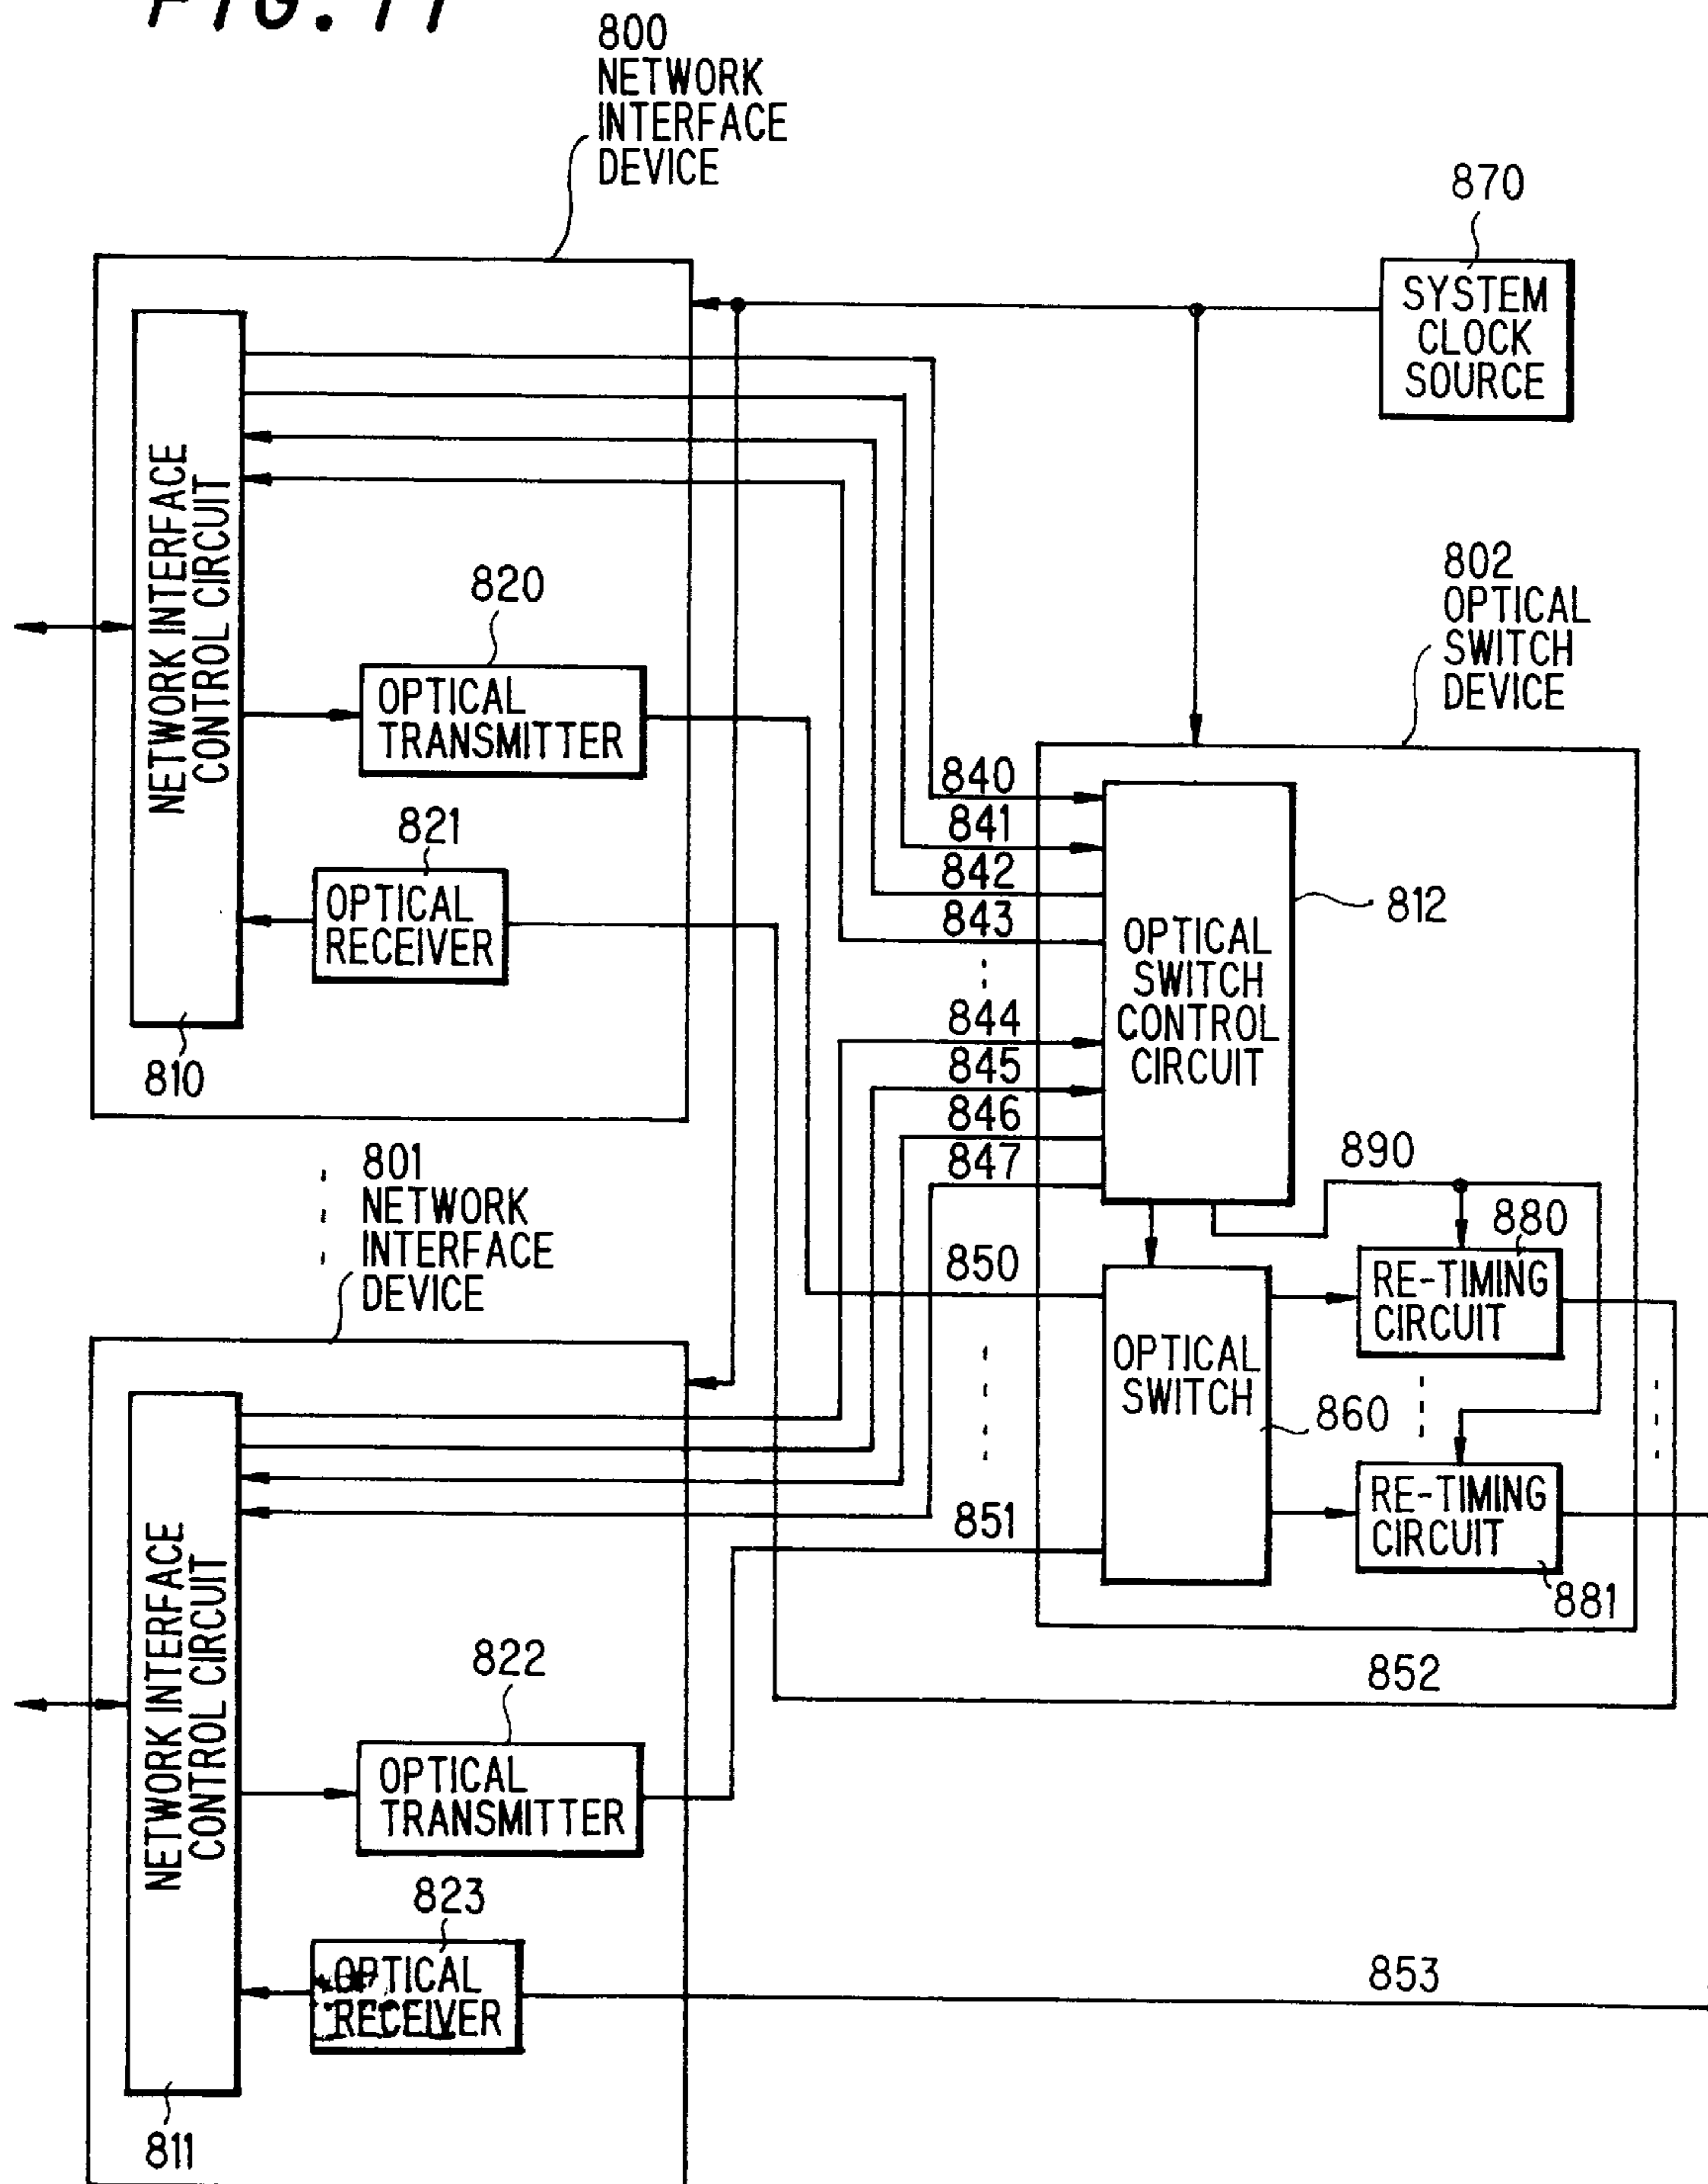 FIG. 11
800
NETWORK
INTERFACE
DEVICE
870
SYSTEM
CLOCK
SOURCE
NETWORK INTERFACE
CONTROL CIRCUIT
820
OPTICAL
TRANSMITTER
821
OPTICAL
RECEIVER
810
802
OPTICAL
SWITCH
DEVICE
840
841
842
843
844
845
846
847
OPTICAL
SWITCH
CONTROL
CIRCUIT
812
890
880
RE-TIMING
CIRCUIT
850
OPTICAL
SWITCH
860
RE-TIMING
CIRCUIT
881
851
852
801
NETWORK
INTERFACE
DEVICE
NETWORK INTERFACE
CONTROL CIRCUIT
822
OPTICAL
TRANSMITTER
823
OPTICAL
RECEIVER
853
811